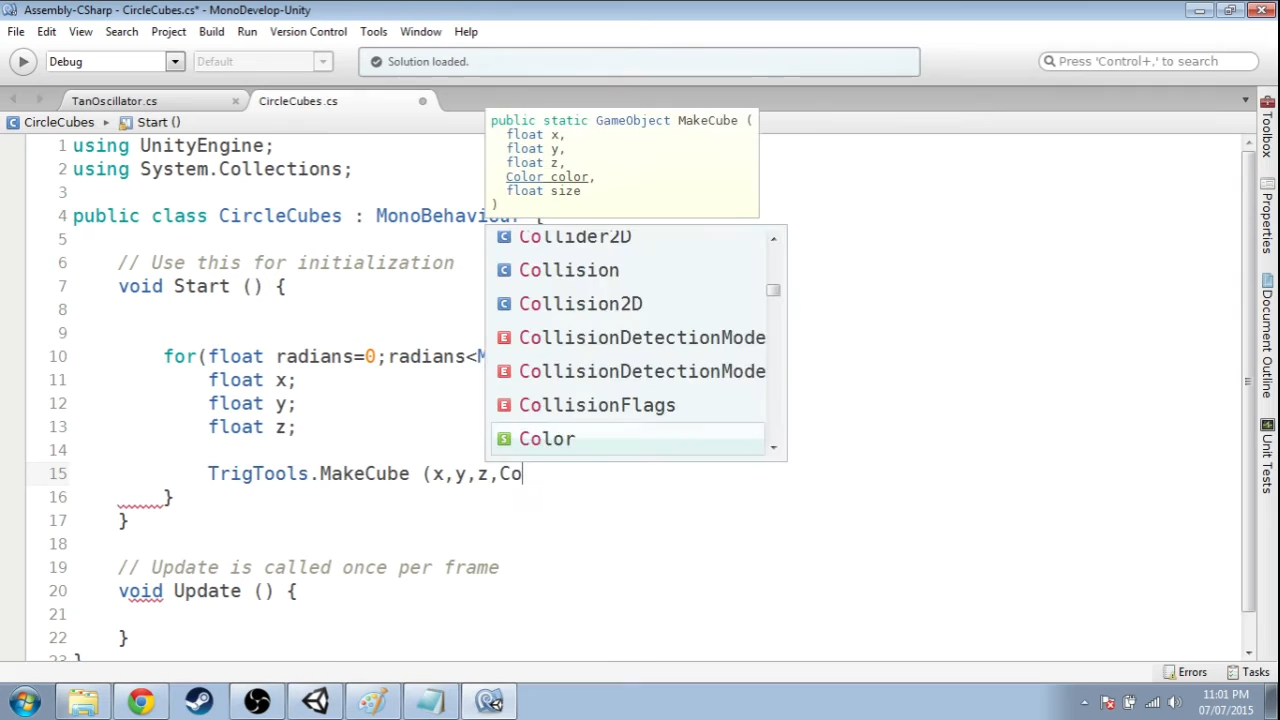 Assembly-CSharp - CircleCubes.cs* - MonoDevelop-Unity
File Edit View Search Project Build Run Version Control Tools Window Help
Debug Default Solution loaded. Press 'Control+,' to search
TanOscillator.cs × CircleCubes.cs
CircleCubes ▸ Start ()
public static GameObject MakeCube (
float x,
float y,
float z,
Color color,
float size
)
1 using UnityEngine;
2 using System.Collections;
3
4 public class CircleCubes : MonoBehaviour {
5
6 // Use this for initialization
7 void Start () {
8
9
10 for(float radians=0;radians<M
11 float x;
12 float y;
13 float z;
14
15 TrigTools.MakeCube (x,y,z,Co
16 }
17 }
18
19 // Update is called once per frame
20 void Update () {
21
22 }
23 }
Collider2D
Collision
Collision2D
CollisionDetectionMode
CollisionDetectionMode
CollisionFlags
Color
Toolbox
Properties
Document Outline
Unit Tests
Errors Tasks
11:01 PM
07/07/2015